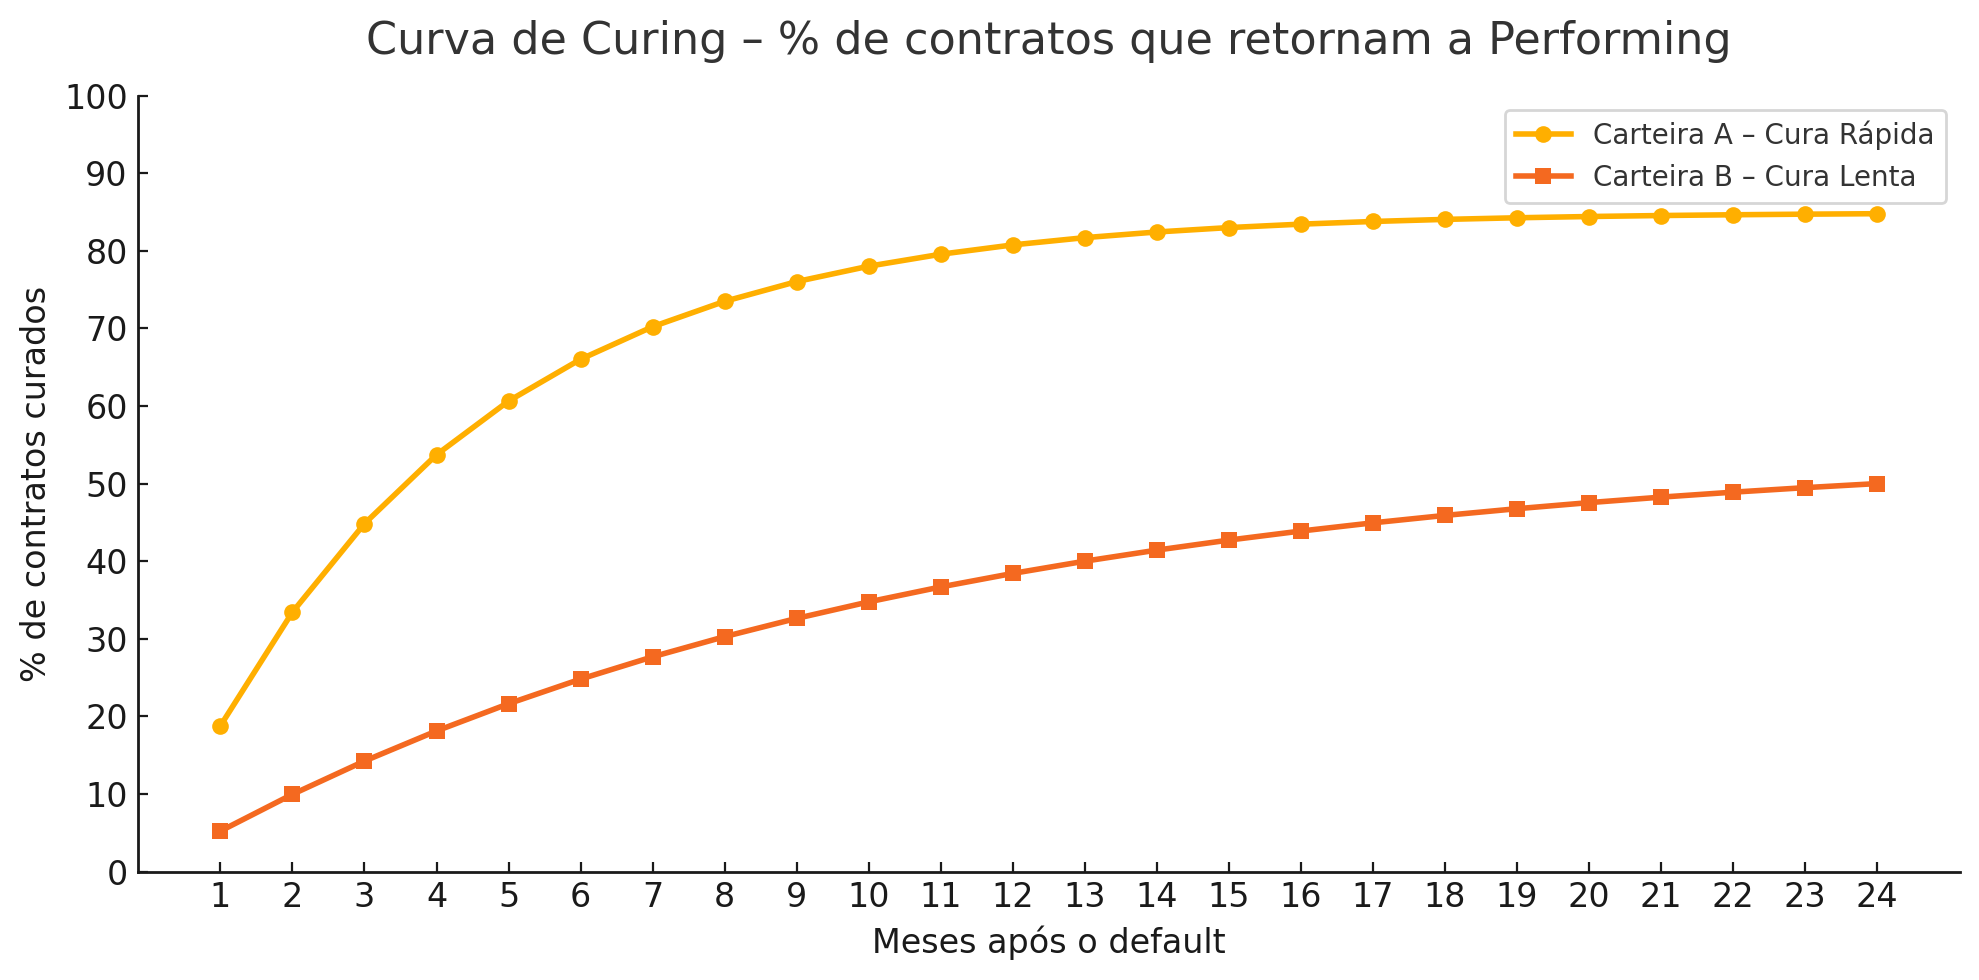 Curva de Curing – % de contratos que retornam a Performing
100
90
80
70
60
50
40
30
20
10
0
% de contratos curados
Carteira A – Cura Rápida
Carteira B – Cura Lenta
1 2 3 4 5 6 7 8 9 10 11 12 13 14 15 16 17 18 19 20 21 22 23 24
Meses após o default